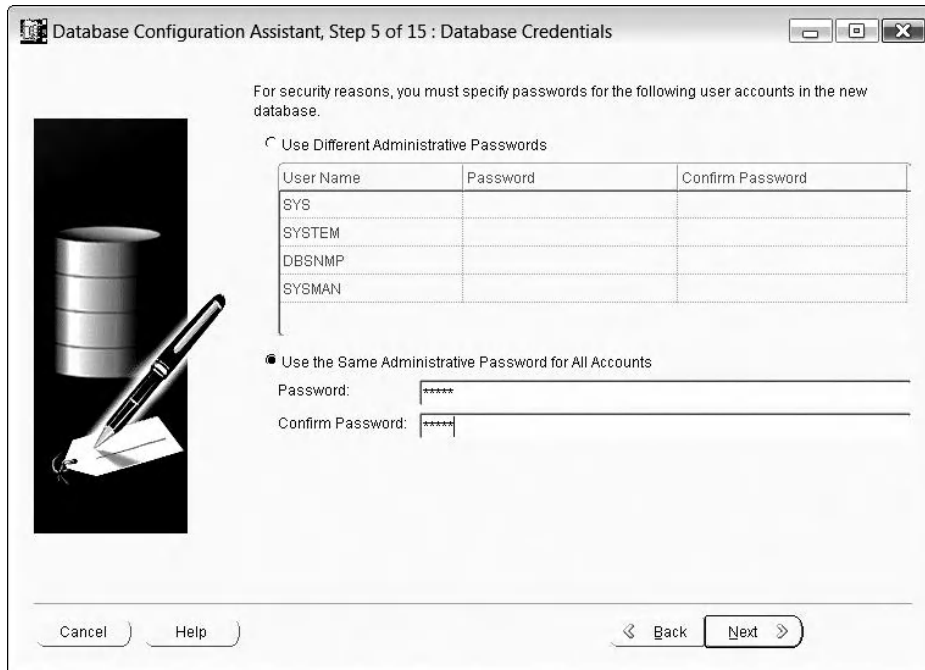 Database Configuration Assistant, Step 5 of 15 : Database Credentials
For security reasons, you must specify passwords for the following user accounts in the new
database.
Use Different Administrative Passwords
User Name Password Confirm Password
SYS
SYSTEM
DBSNMP
SYSMAN
Use the Same Administrative Password for All Accounts
Password: *****
Confirm Password: *****
Cancel Help Back Next